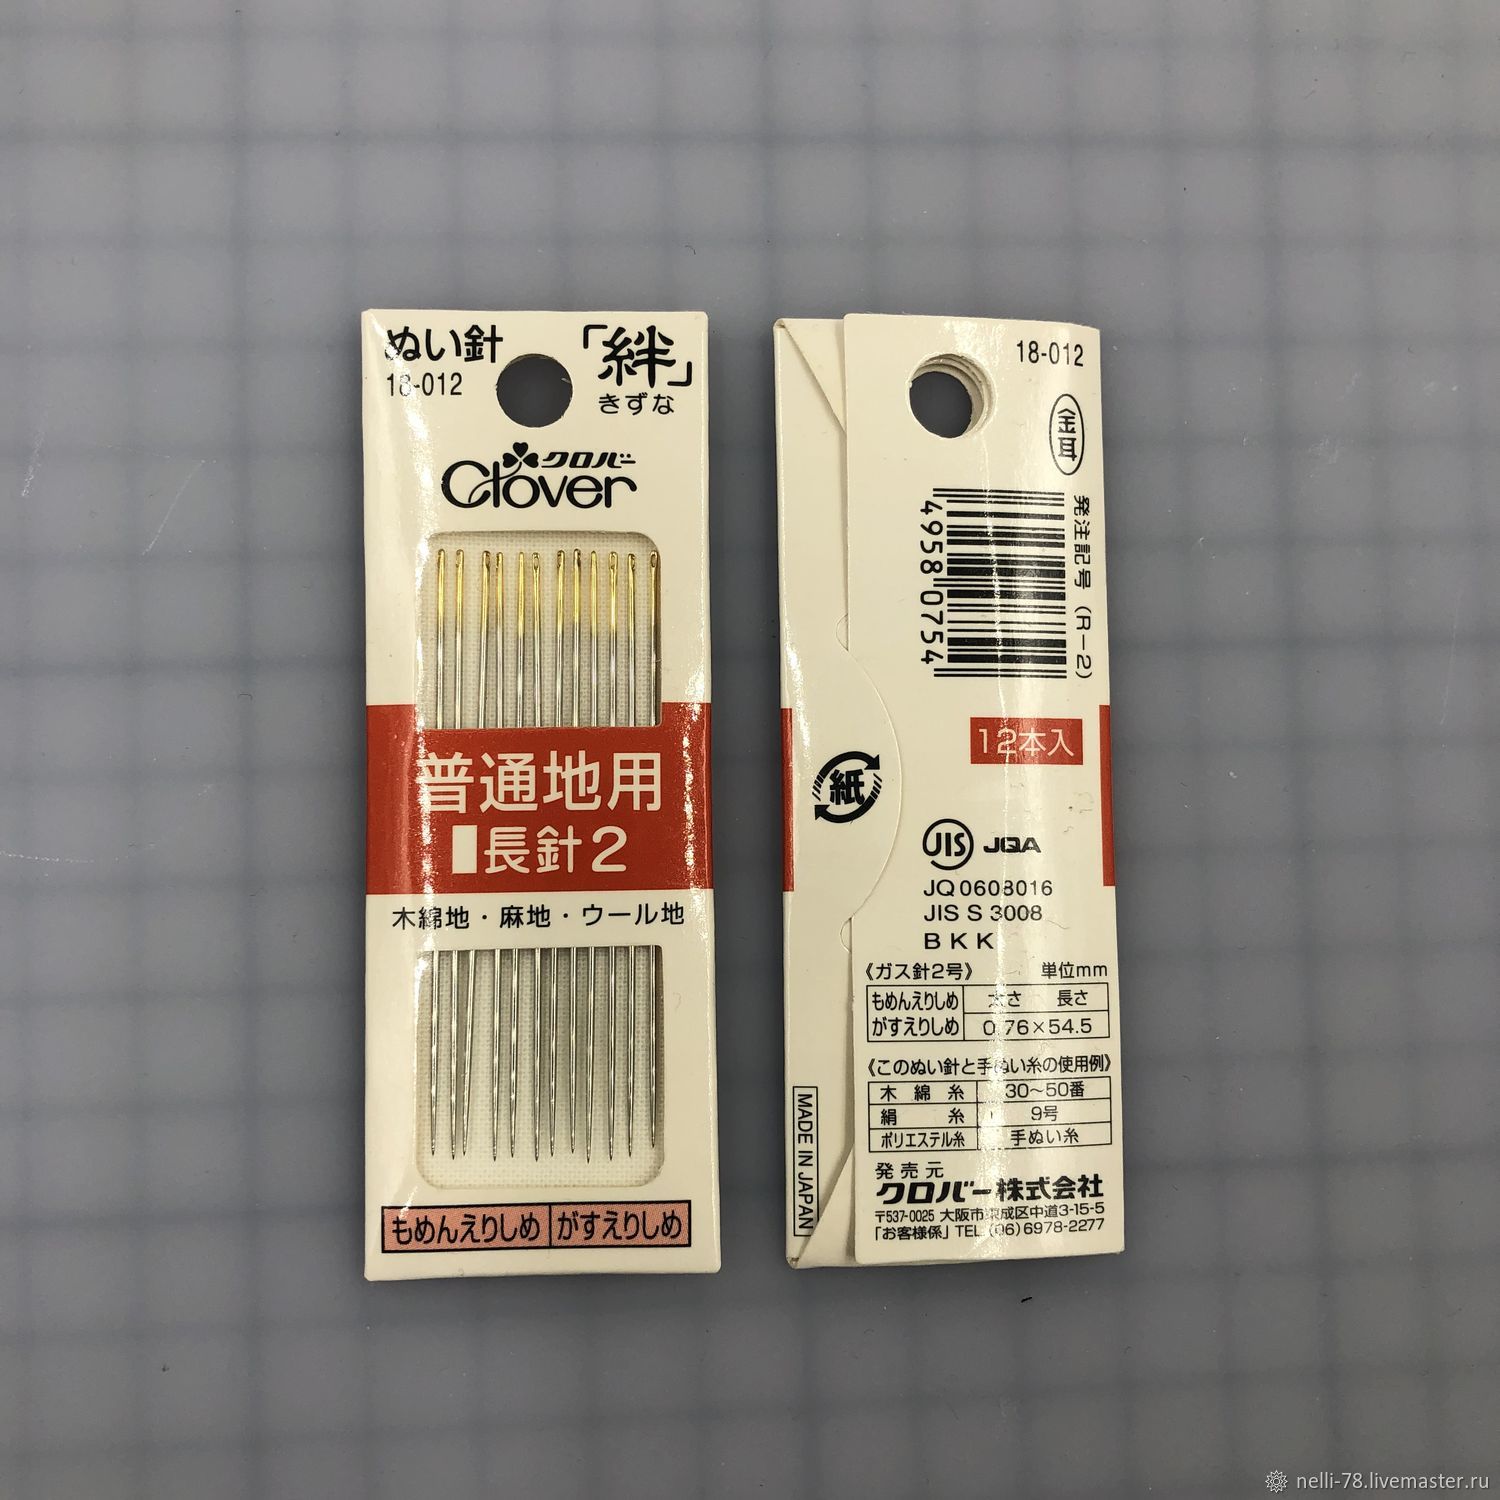 ぬい針
18-012
「絆」
きずな
クロバー
Clover
普通地用
長針2
木綿地・麻地・ウール地
もめんえりしめ がすえりしめ
18-012
金耳
4958 0754
発注記号(R-2)
12本入
紙
JIS JQA
JQ 0608016
JIS S 3008
B K K
《ガス針2号》 単位mm
もめんえりしめ 太さ 長さ
がすえりしめ 0.76×54.5
《このぬい針と手ぬい糸の使用例》
木綿糸 30〜50番
絹糸 9号
ポリエステル糸 手ぬい糸
発売元
クロバー株式会社
〒537-0025 大阪市東成区中道3-15-5
「お客様係」TEL.(06)6978-2277
MADE IN JAPAN
nelli-78.livemaster.ru